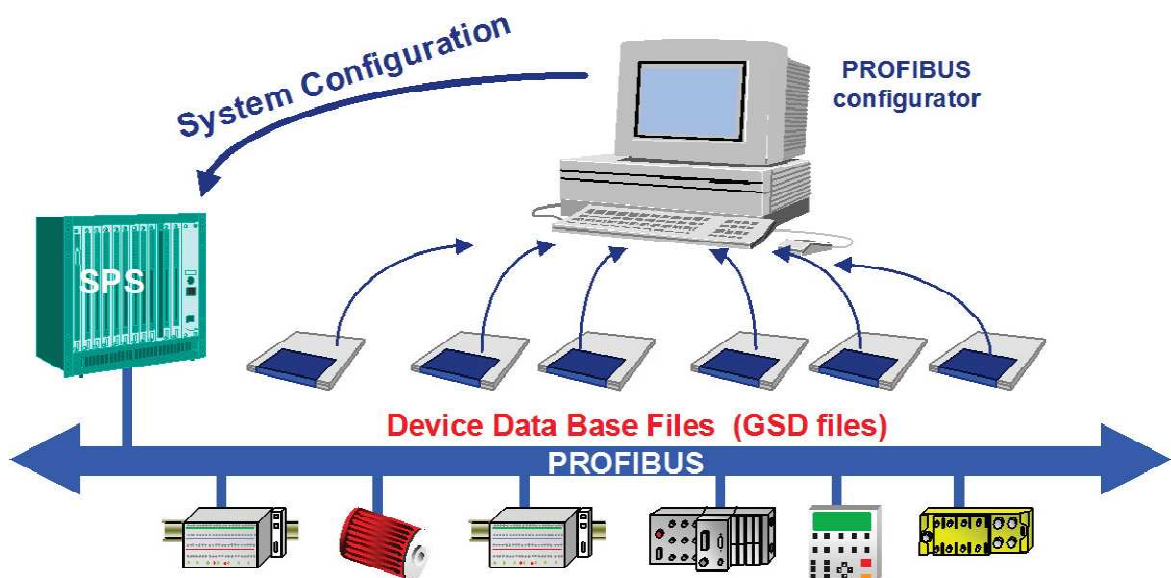 System Configuration
PROFIBUS
configurator
SPS
Device Data Base Files (GSD files)
PROFIBUS